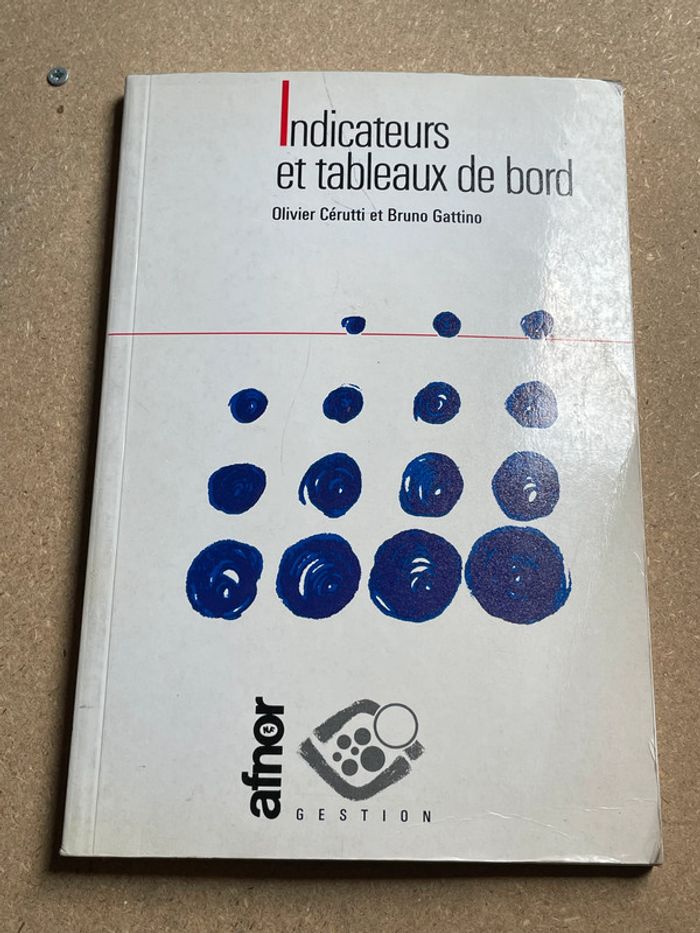 Indicateurs
et tableaux de bord
Olivier Cérutti et Bruno Gattino
afnor
GESTION